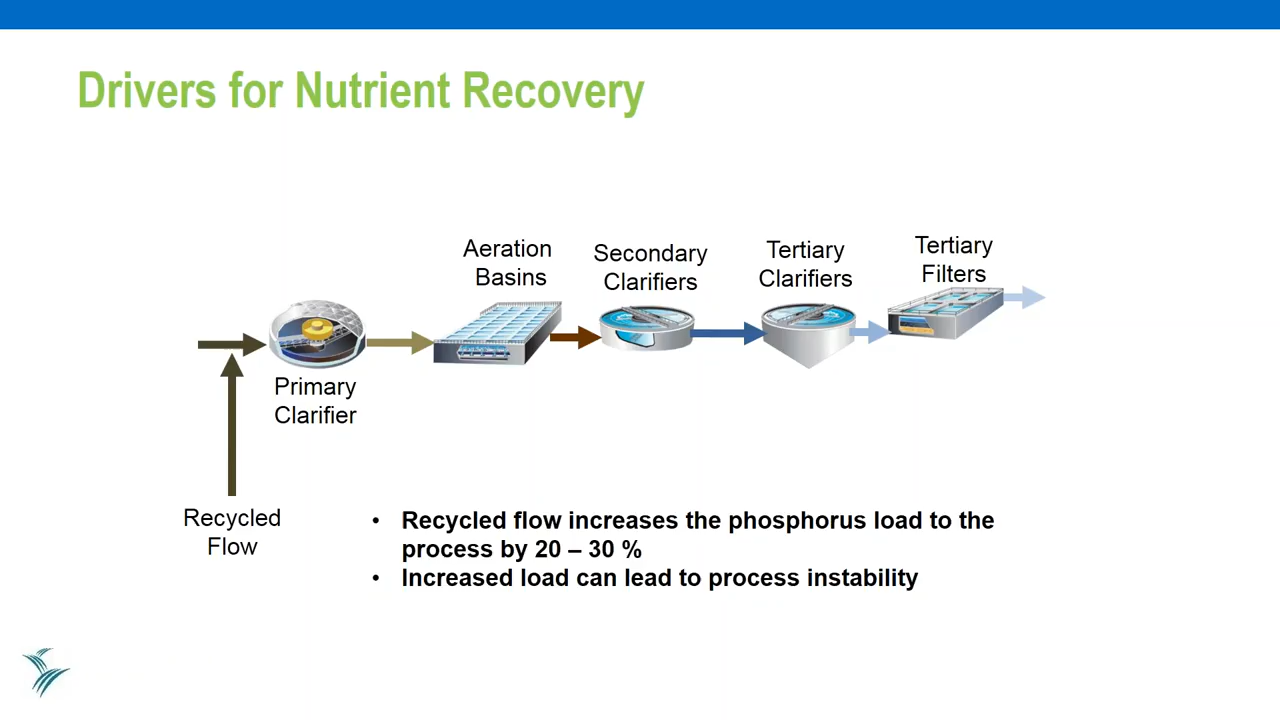 Drivers for Nutrient Recovery
Aeration
Basins
Secondary
Clarifiers
Tertiary
Clarifiers
Tertiary
Filters
Primary
Clarifier
Recycled
Flow
• Recycled flow increases the phosphorus load to the
process by 20 – 30 %
• Increased load can lead to process instability